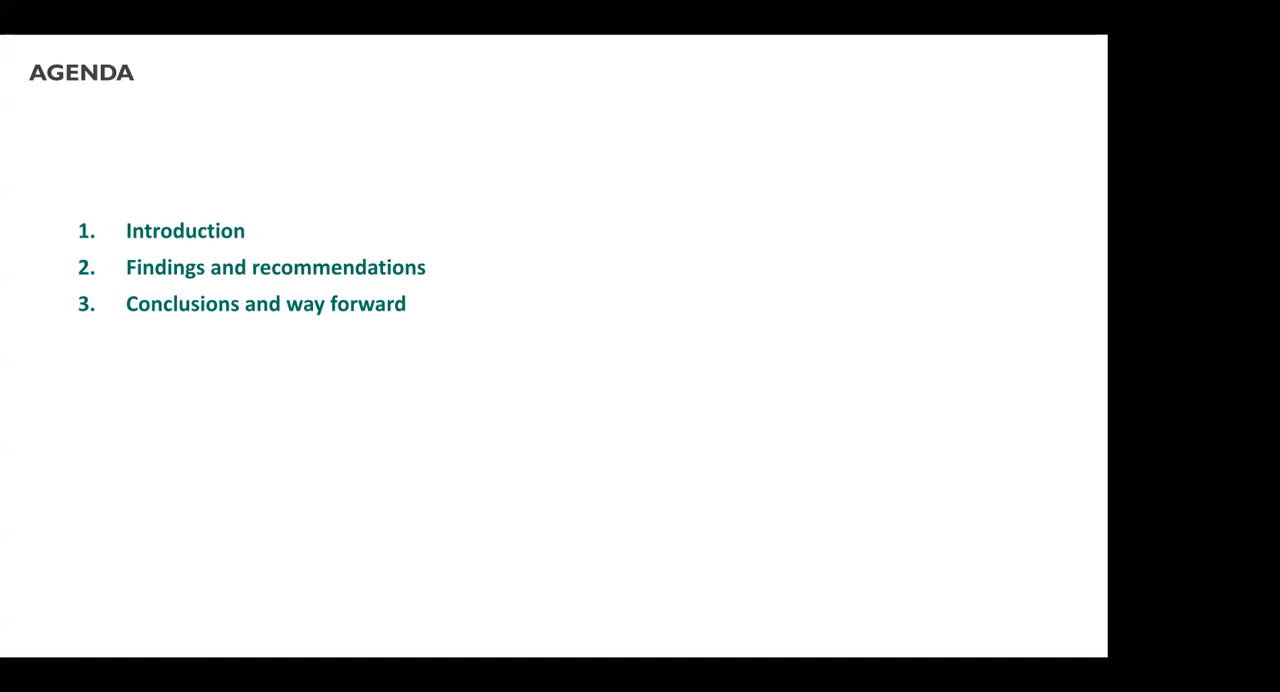 AGENDA
1. Introduction
2. Findings and recommendations
3. Conclusions and way forward